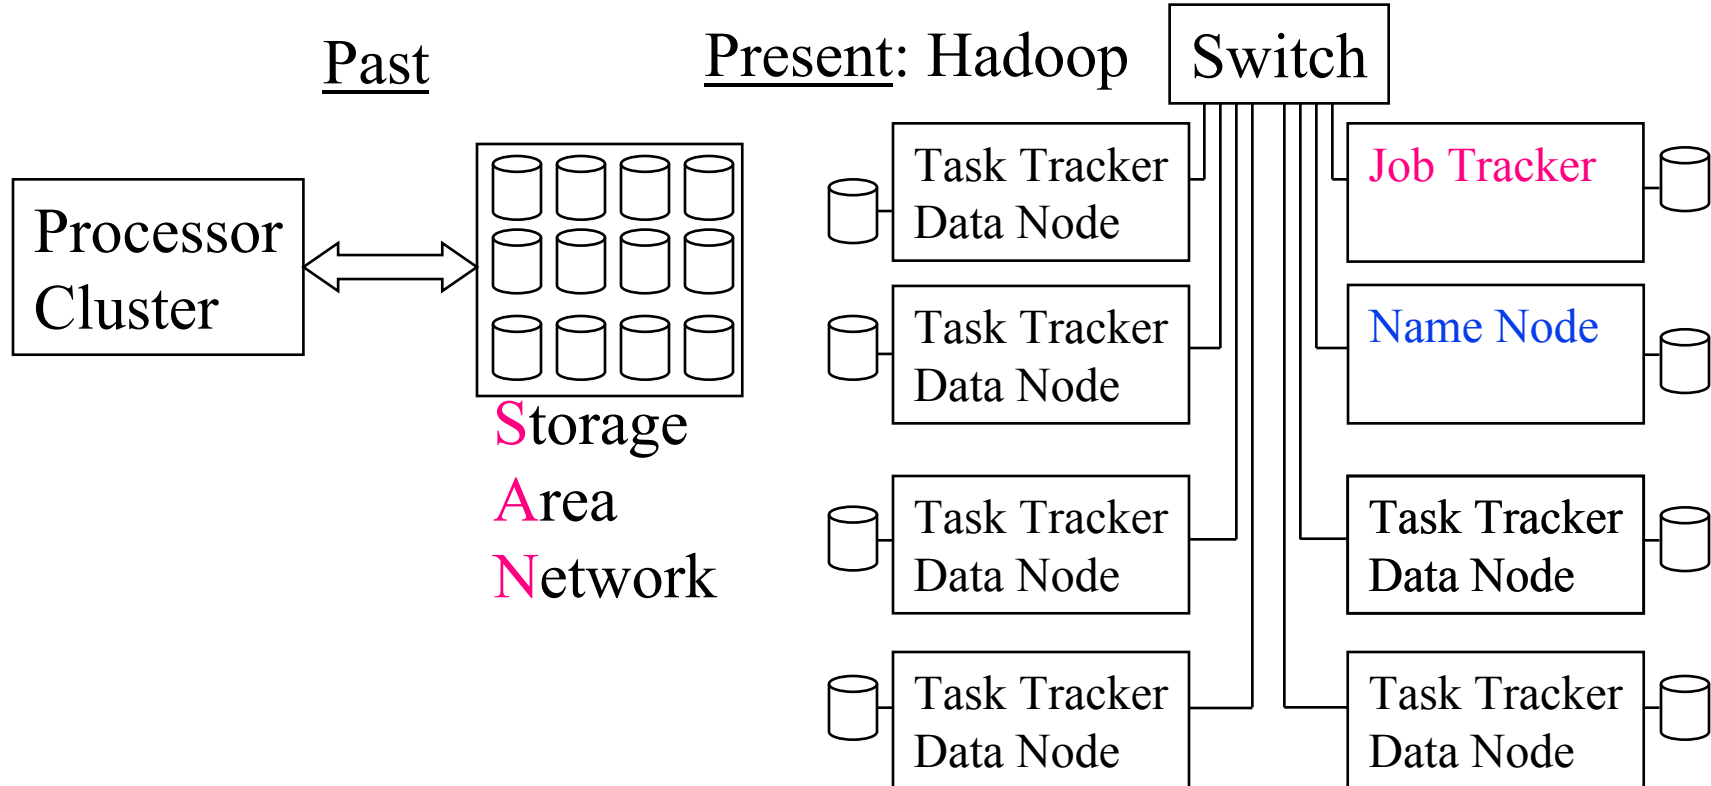 Past
Processor
Cluster
Storage
Area
Network
Present: Hadoop
Switch
Task Tracker
Data Node
Task Tracker
Data Node
Task Tracker
Data Node
Task Tracker
Data Node
Job Tracker
Name Node
Task Tracker
Data Node
Task Tracker
Data Node